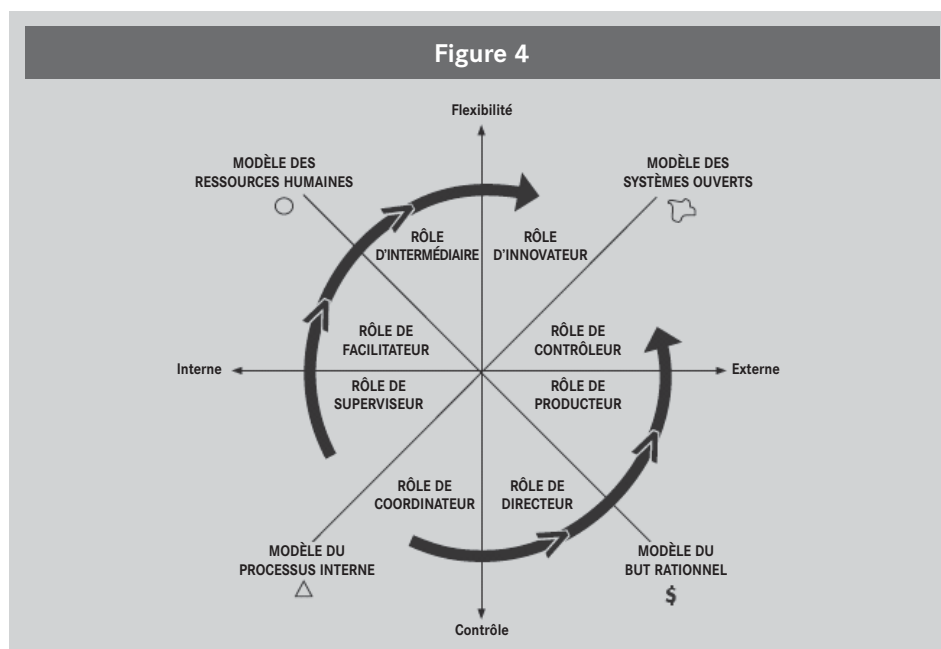 Figure 4
Flexibilité
MODÈLE DES
RESSOURCES HUMAINES
MODÈLE DES
SYSTÈMES OUVERTS
RÔLE
D'INTERMÉDIAIRE
RÔLE
D'INNOVATEUR
RÔLE DE
FACILITATEUR
RÔLE DE
CONTRÔLEUR
Interne
Externe
RÔLE DE
SUPERVISEUR
RÔLE DE
PRODUCTEUR
RÔLE DE
COORDINATEUR
RÔLE DE
DIRECTEUR
MODÈLE DU
PROCESSUS INTERNE
MODÈLE DU
BUT RATIONNEL
$
Contrôle